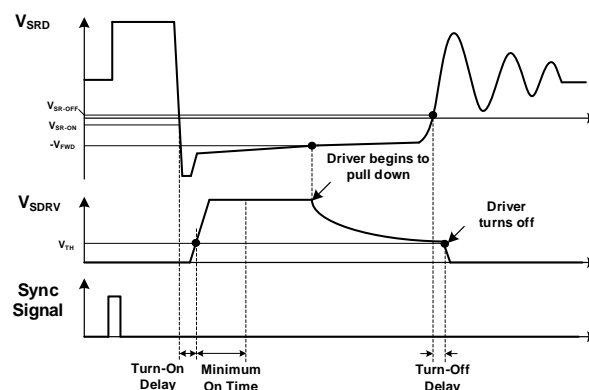 VSRD
VSR-OFF
VSR-ON
-VFWD
Driver begins to
pull down
VSDRV
Driver
turns off
VTH
Sync
Signal
Turn-On
Delay
Minimum
On Time
Turn-Off
Delay